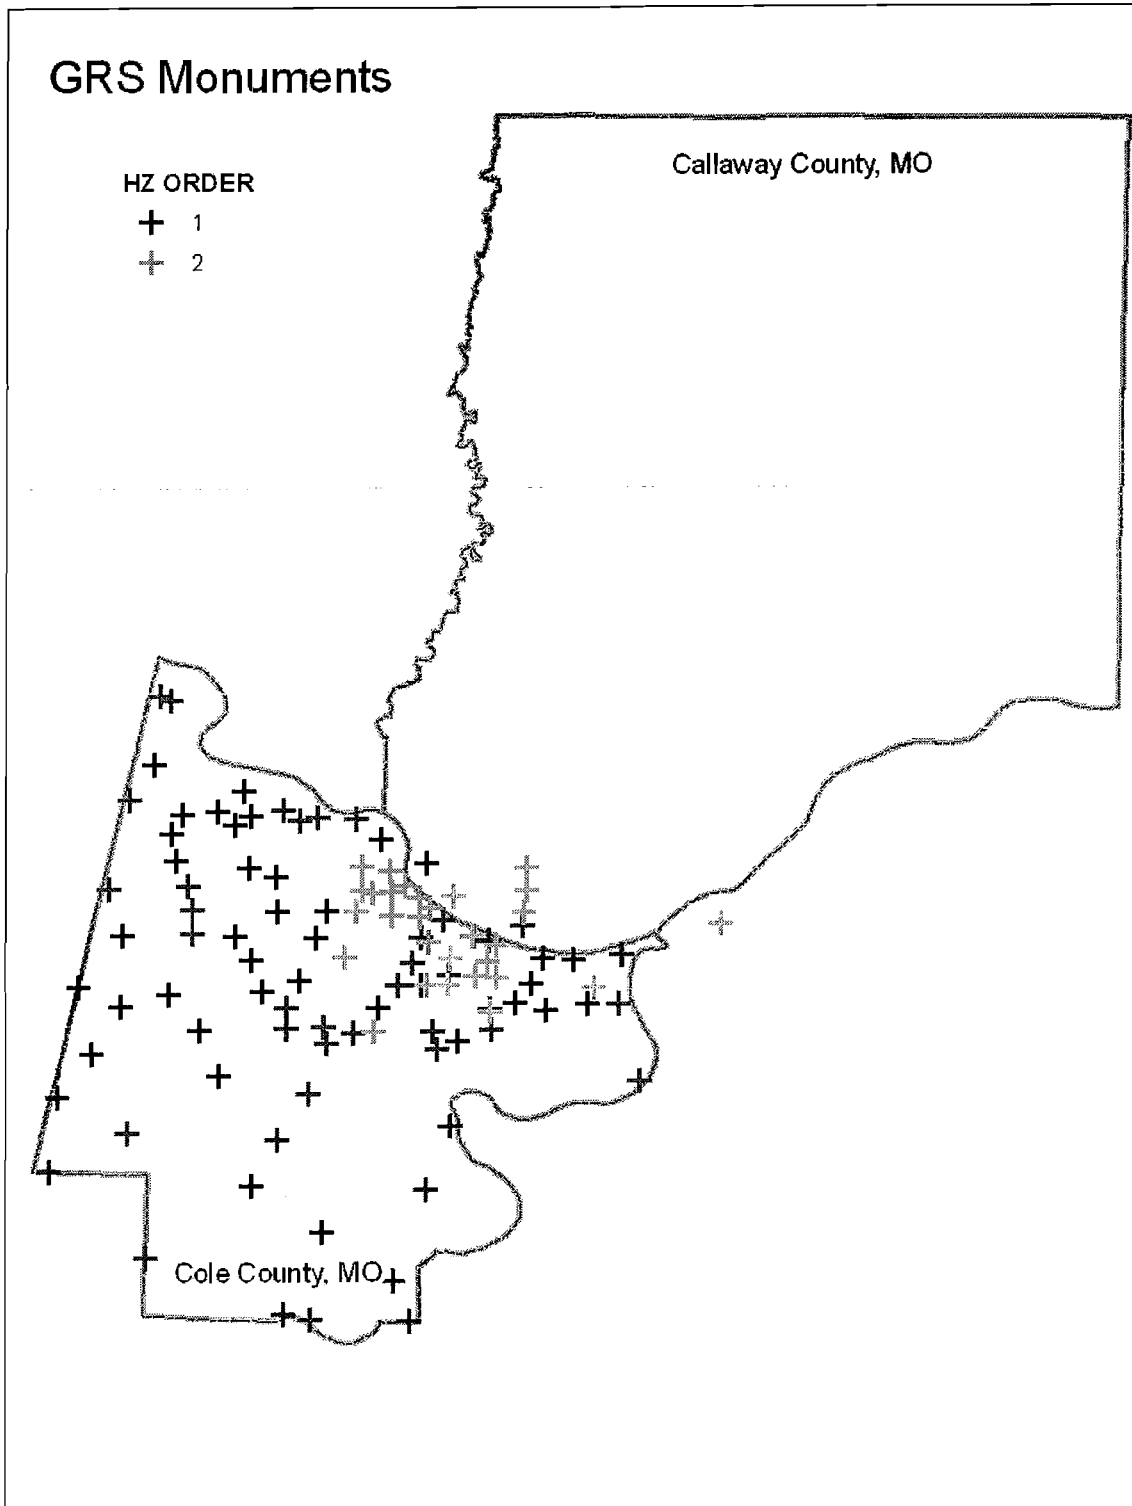 GRS Monuments
Callaway County, MO
HZ ORDER
1
2
Cole County, MO